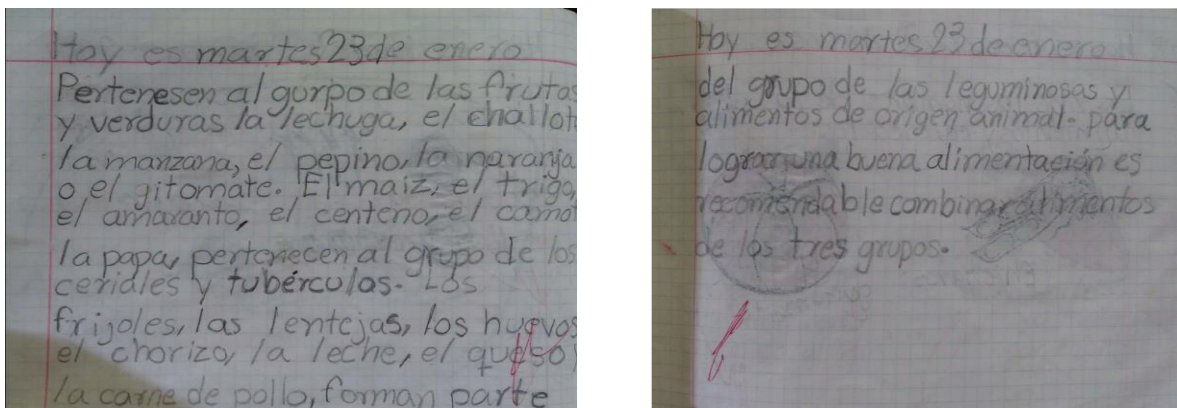 Hoy es martes 23 de enero
Pertenesen al gurpo de las frutas
y verduras la lechuga, el challot
la manzana, el pepino, la naranja
o el jitomate. El maiz, el trigo,
el amaranto, el centeno, el camot
la papa, pertenecen al grupo de los
ceriales y tubérculos. Los
frijoles, las lentejas, los huevos
el chorizo, la leche, el queso
la carne de pollo, forman parte
Hoy es martes 23 de enero
del grupo de las leguminosas y
alimentos de origen animal. para
lograr una buena alimentación es
recomendable combinar alimentos
de los tres grupos.